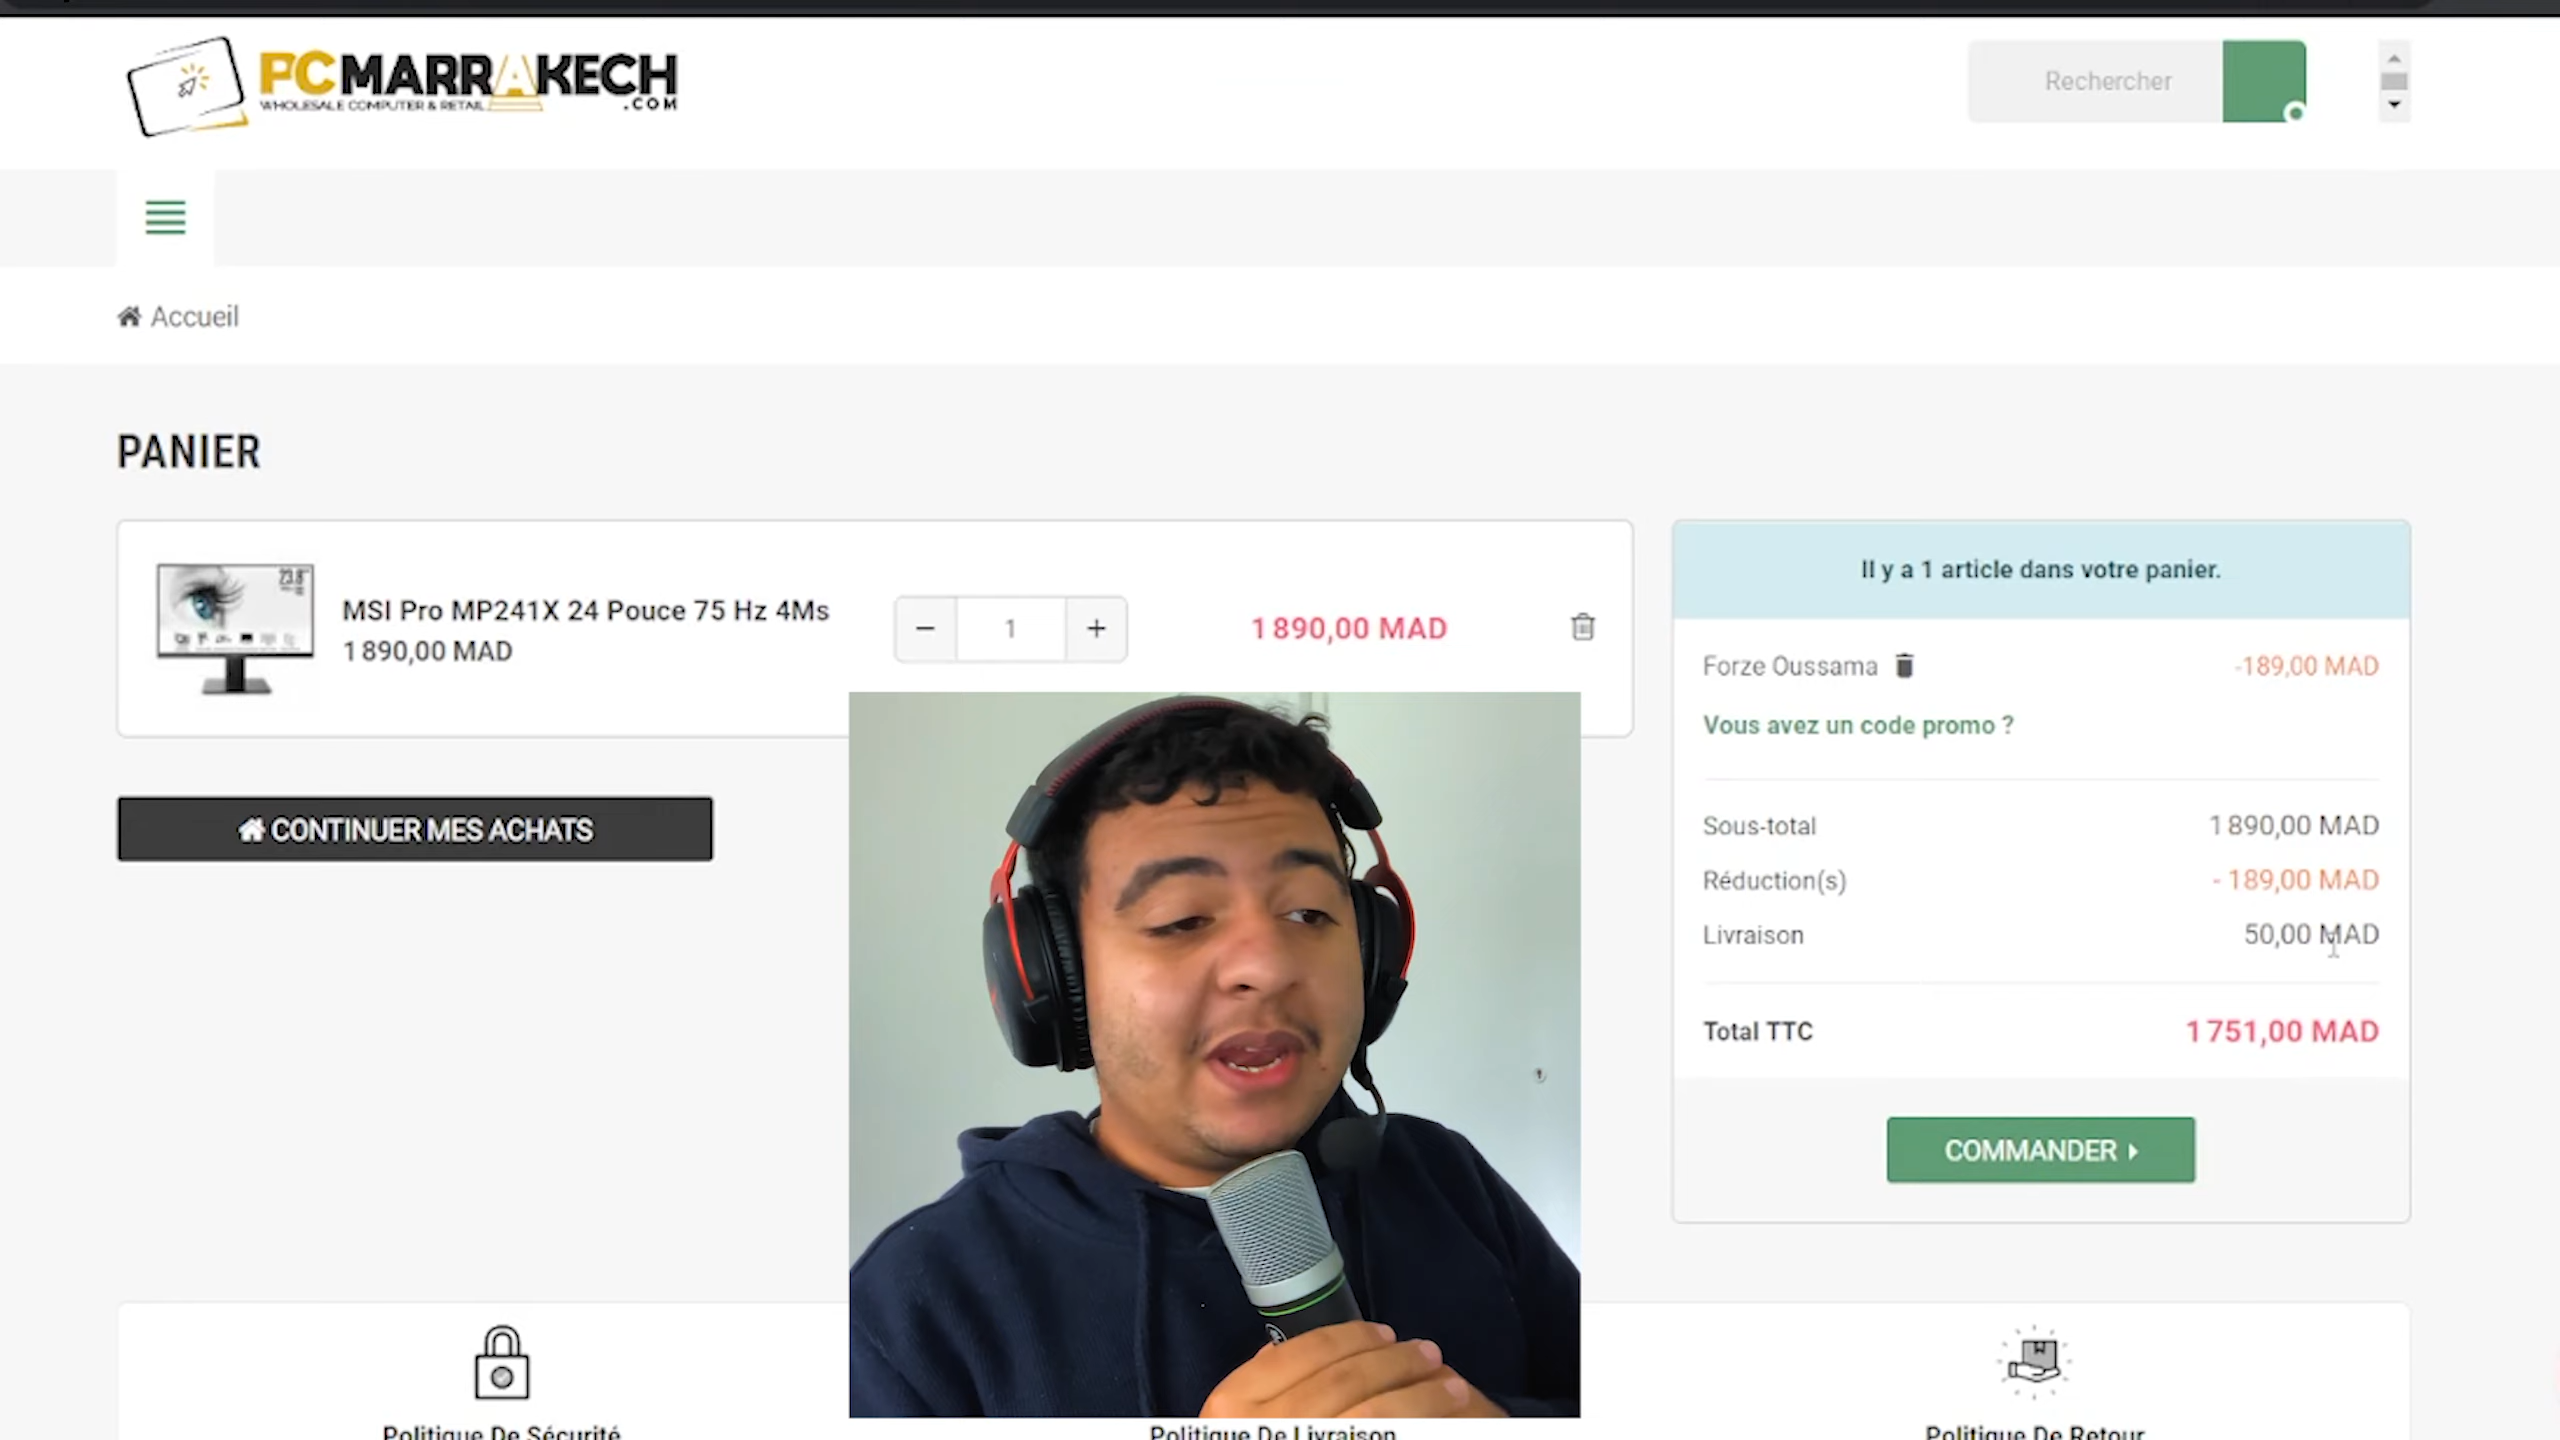 PCMARRAKECH
WHOLESALE COMPUTER & RETAIL .COM
Rechercher
Accueil
PANIER
23.8"
MSI Pro MP241X 24 Pouce 75 Hz 4Ms
1 890,00 MAD
− 1 +
1 890,00 MAD
CONTINUER MES ACHATS
Il y a 1 article dans votre panier.
Forze Oussama -189,00 MAD
Vous avez un code promo ?
Sous-total 1 890,00 MAD
Réduction(s) - 189,00 MAD
Livraison 50,00 MAD
Total TTC 1 751,00 MAD
COMMANDER
Politique De Sécurité
Politique De Livraison
Politique De Retour